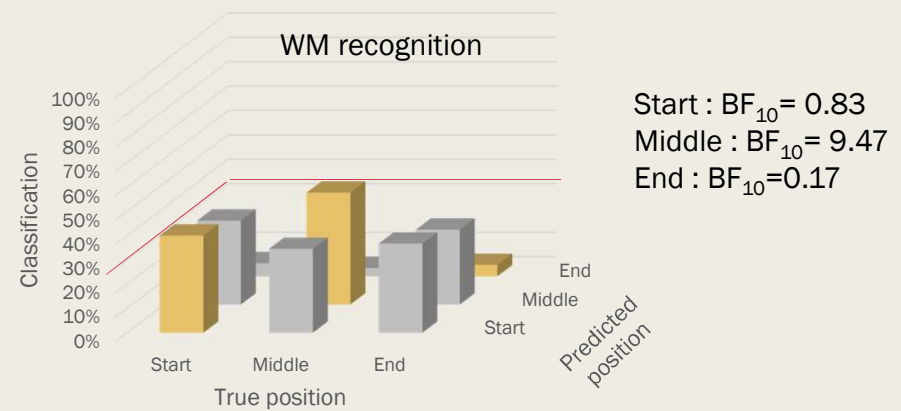 WM recognition
100%
90%
80%
70%
60%
50%
40%
30%
20%
10%
0%
Classification
Start
Middle
End
True position
Start
Middle
End
Predicted
position
Start : BF10= 0.83
Middle : BF10= 9.47
End : BF10=0.17